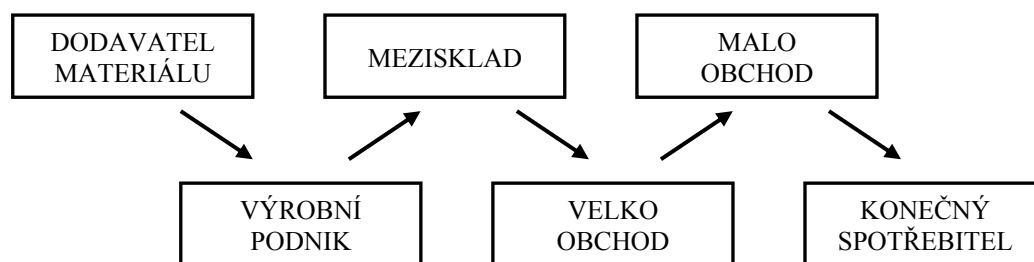 DODAVATEL
MATERIÁLU
MEZISKLAD
MALO
OBCHOD
VÝROBNÍ
PODNIK
VELKO
OBCHOD
KONEČNÝ
SPOTŘEBITEL